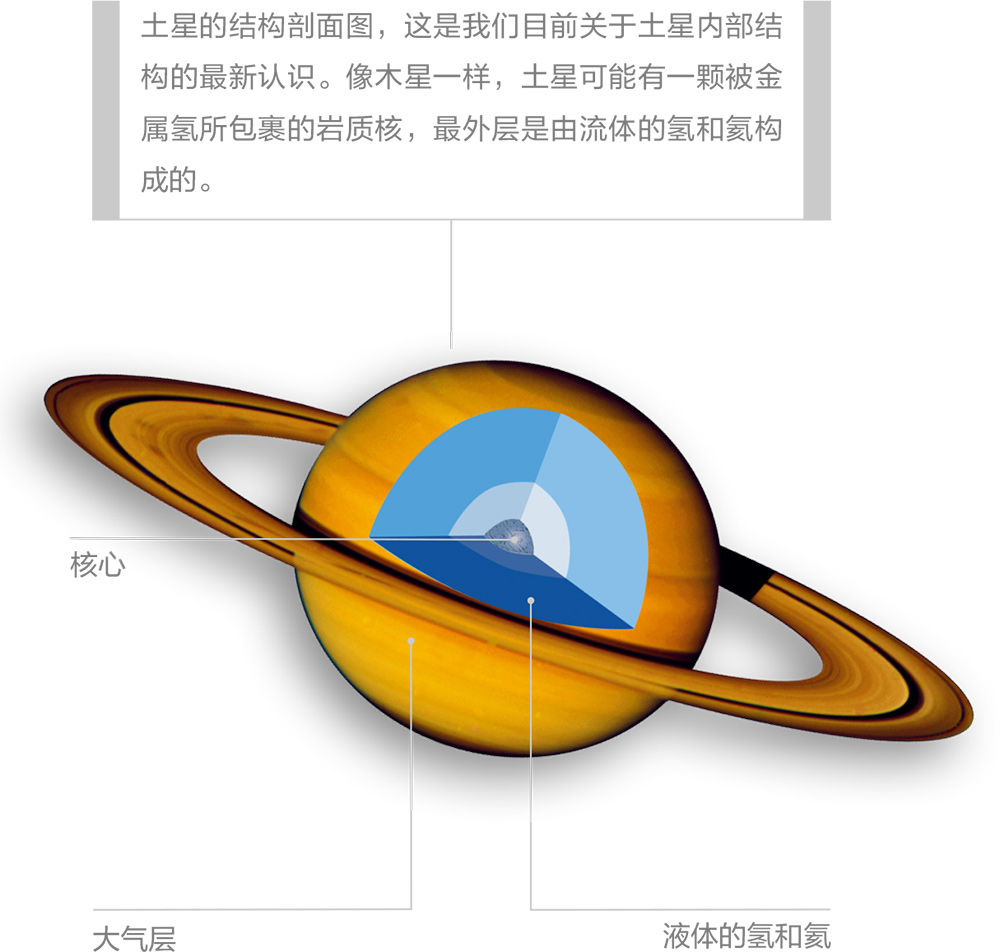 土星的结构剖面图，这是我们目前关于土星内部结
构的最新认识。像木星一样，土星可能有一颗被金
属氢所包裹的岩质核，最外层是由流体的氢和氦构
成的。
核心
大气层
液体的氢和氦